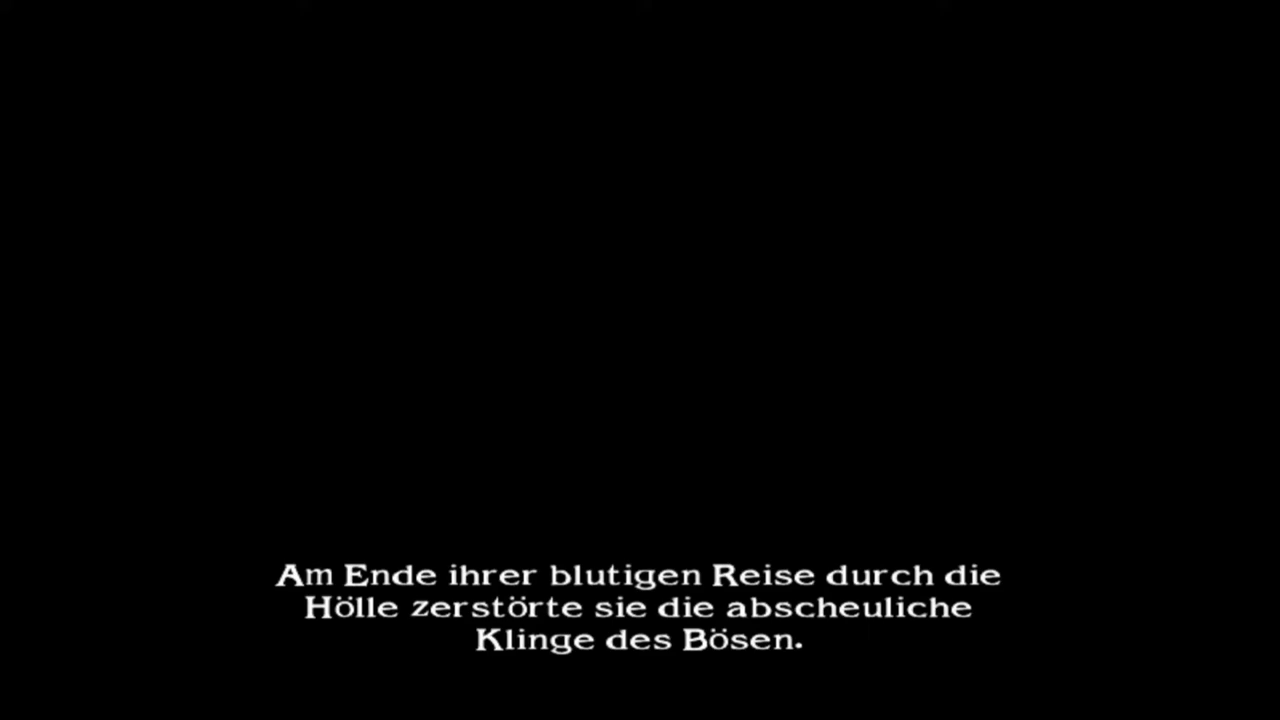 Am Ende ihrer blutigen Reise durch die
Hölle zerstörte sie die abscheuliche
Klinge des Bösen.